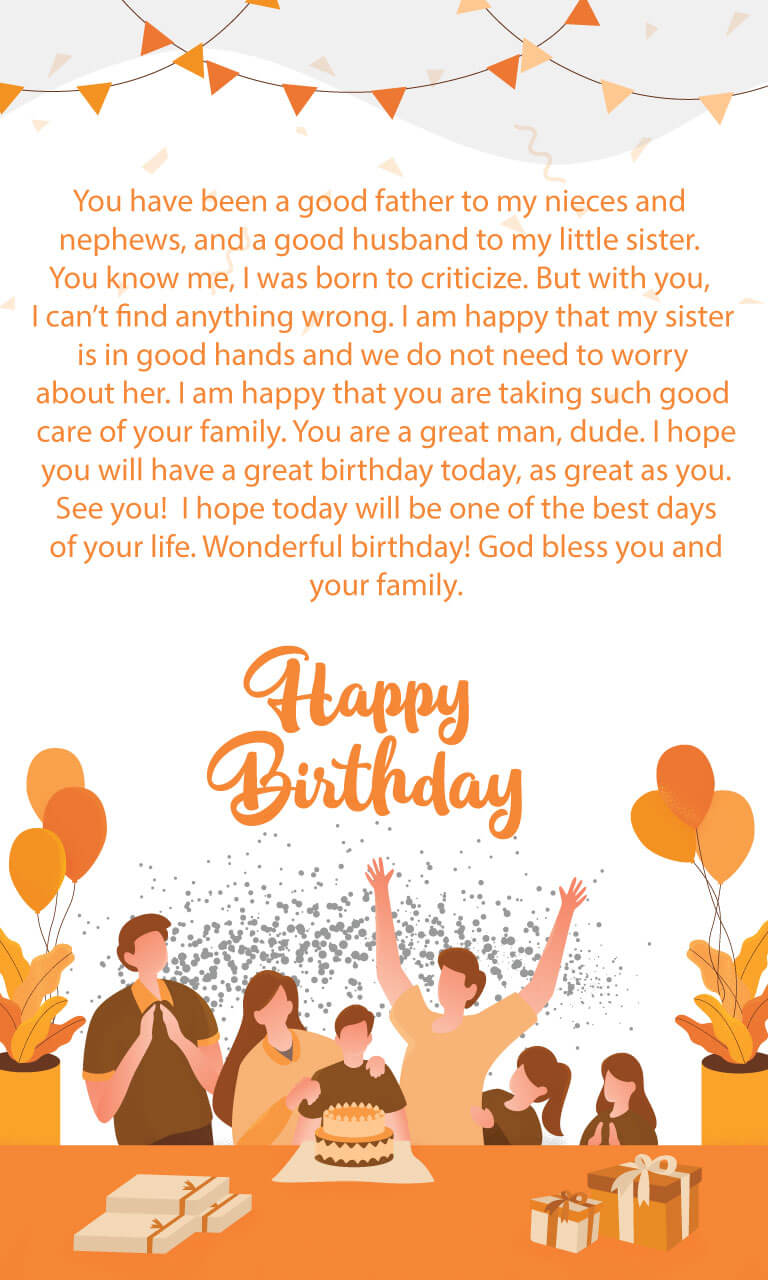 You have been a good father to my nieces and
nephews, and a good husband to my little sister.
You know me, I was born to criticize. But with you,
I can’t find anything wrong. I am happy that my sister
is in good hands and we do not need to worry
about her. I am happy that you are taking such good
care of your family. You are a great man, dude. I hope
you will have a great birthday today, as great as you.
See you!  I hope today will be one of the best days
of your life. Wonderful birthday! God bless you and
your family.
Happy
Birthday